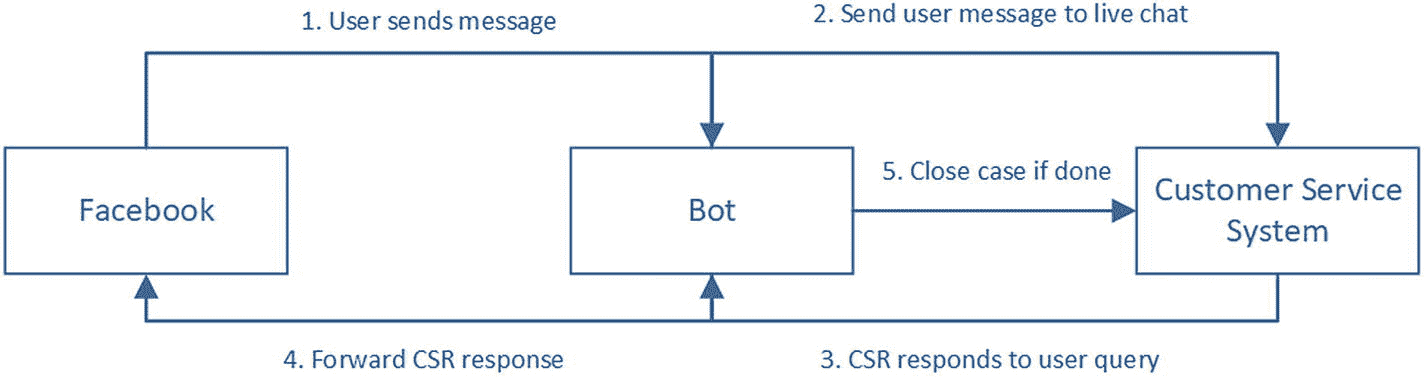 1. User sends message
2. Send user message to live chat
Facebook
Bot
5. Close case if done
Customer Service
System
4. Forward CSR response
3. CSR responds to user query